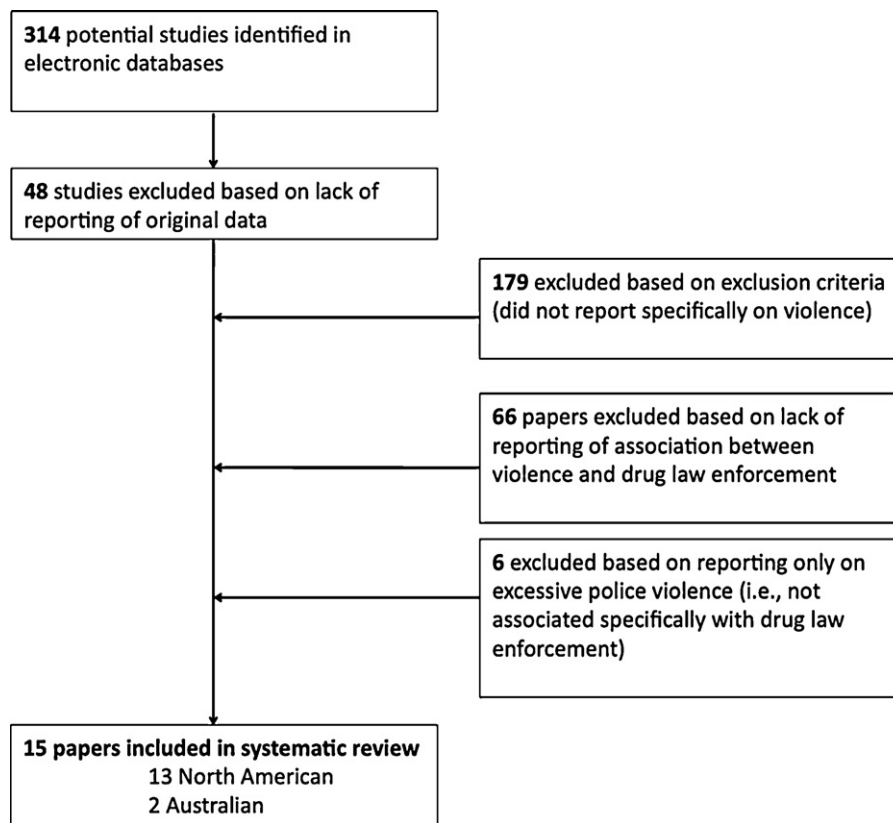 314 potential studies identified in
electronic databases
48 studies excluded based on lack of
reporting of original data
179 excluded based on exclusion criteria
(did not report specifically on violence)
66 papers excluded based on lack of
reporting of association between
violence and drug law enforcement
6 excluded based on reporting only on
excessive police violence (i.e., not
associated specifically with drug law
enforcement)
15 papers included in systematic review
13 North American
2 Australian